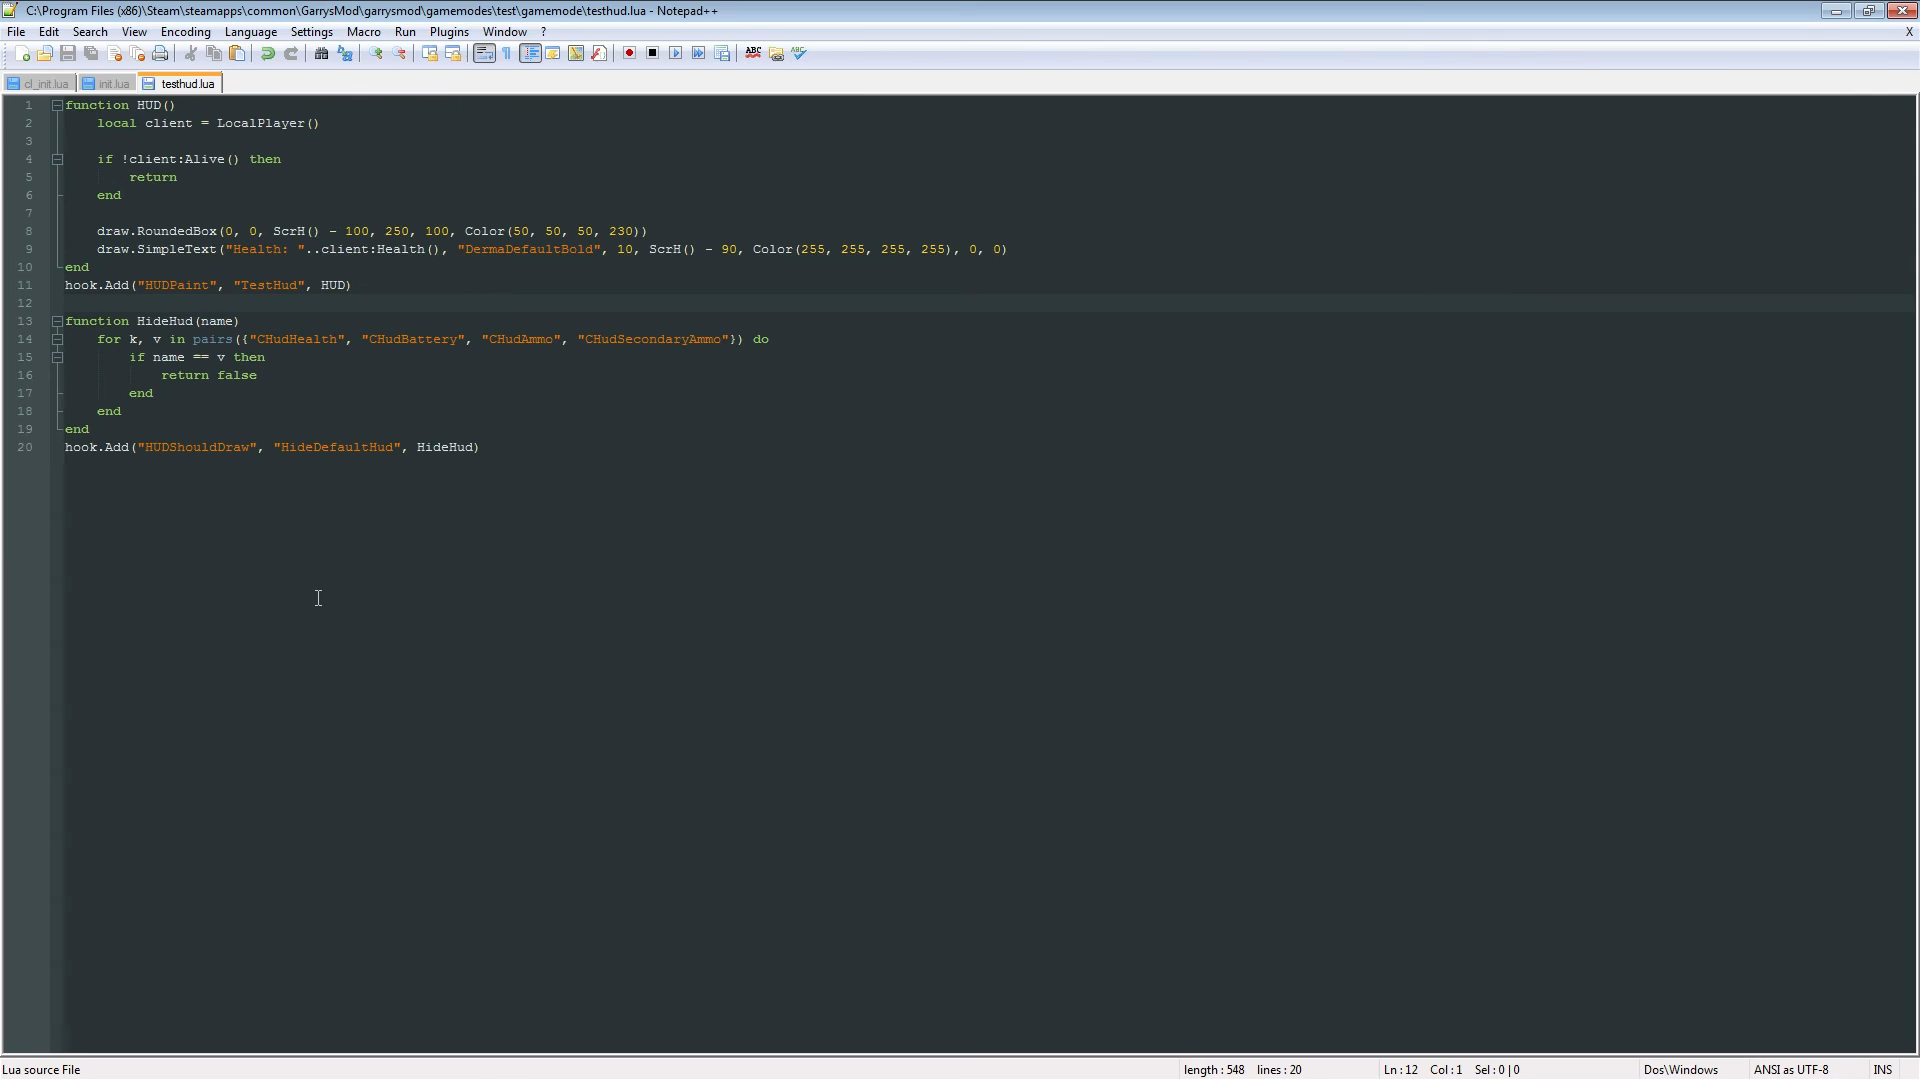 C:\Program Files (x86)\Steam\steamapps\common\GarrysMod\garrysmod\gamemodes\test\gamemode\testhud.lua - Notepad++
File Edit Search View Encoding Language Settings Macro Run Plugins Window ? X
cl_init.lua init.lua testhud.lua
1 function HUD()
2 local client = LocalPlayer()
3
4 if !client:Alive() then
5 return
6 end
7
8 draw.RoundedBox(0, 0, ScrH() - 100, 250, 100, Color(50, 50, 50, 230))
9 draw.SimpleText("Health: "..client:Health(), "DermaDefaultBold", 10, ScrH() - 90, Color(255, 255, 255, 255), 0, 0)
10 end
11 hook.Add("HUDPaint", "TestHud", HUD)
12
13 function HideHud(name)
14 for k, v in pairs({"CHudHealth", "CHudBattery", "CHudAmmo", "CHudSecondaryAmmo"}) do
15 if name == v then
16 return false
17 end
18 end
19 end
20 hook.Add("HUDShouldDraw", "HideDefaultHud", HideHud)
Lua source File length : 548 lines : 20 Ln : 12 Col : 1 Sel : 0 | 0 Dos\Windows ANSI as UTF-8 INS